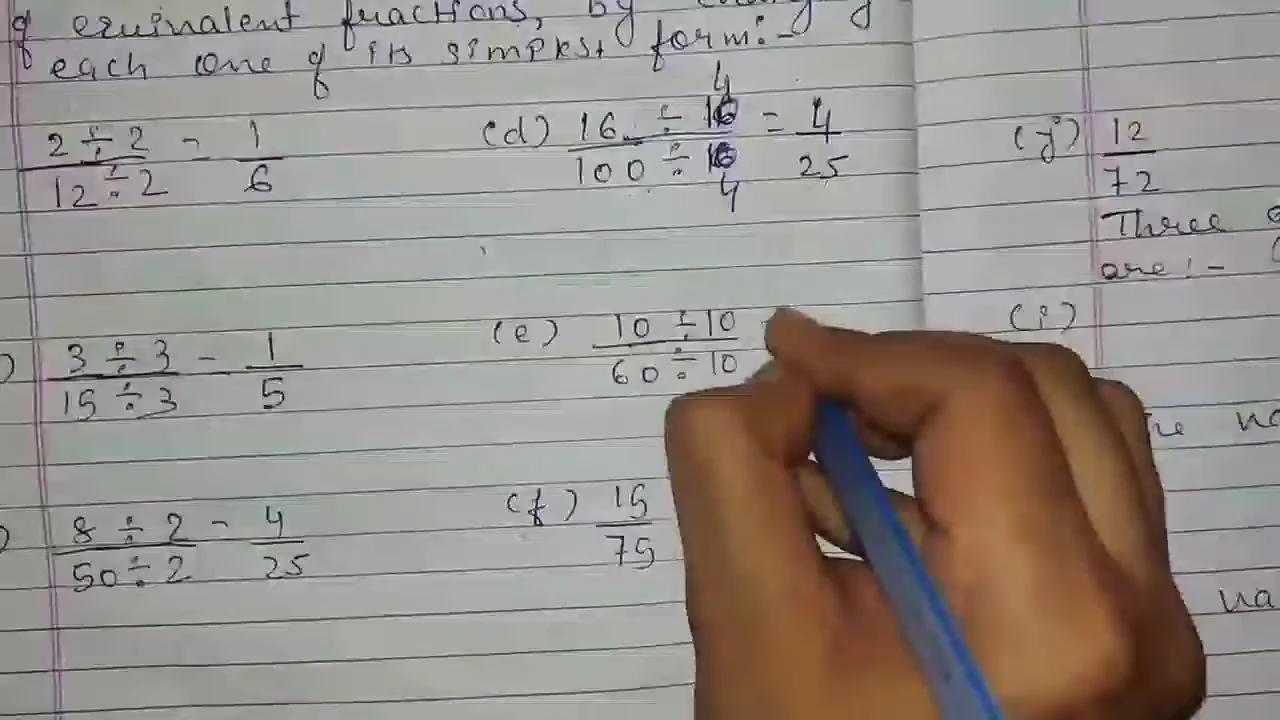 of equivalent fractions, by
each one of its simplest form:-
2 ÷ 2 = 1
12 ÷ 2 6
3 ÷ 3 = 1
15 ÷ 3 5
8 ÷ 2 = 4
50 ÷ 2 25
4
(d) 16 ÷ 16 = 4
100 ÷ 16 25
4
(e) 10 ÷ 10
60 ÷ 10
(f) 15
75
(j) 12
72
Three
are:-
(i)